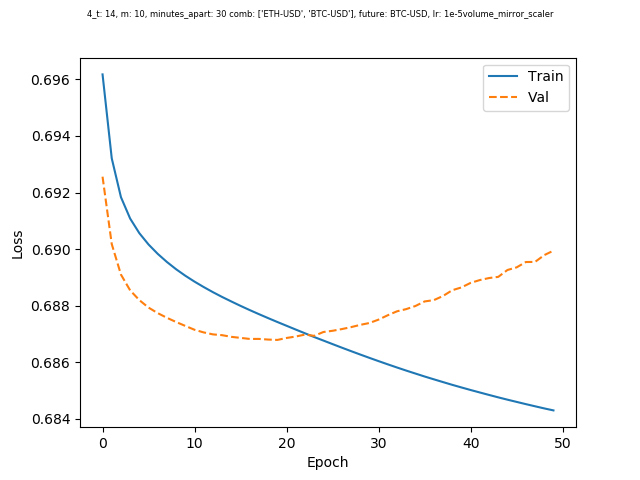 4_t: 14, m: 10, minutes_apart: 30 comb: ['ETH-USD', 'BTC-USD'], future: BTC-USD, lr: 1e-5volume_mirror_scaler
Train
Val
0.696
0.694
0.692
0.690
0.688
0.686
0.684
Loss
0 10 20 30 40 50
Epoch